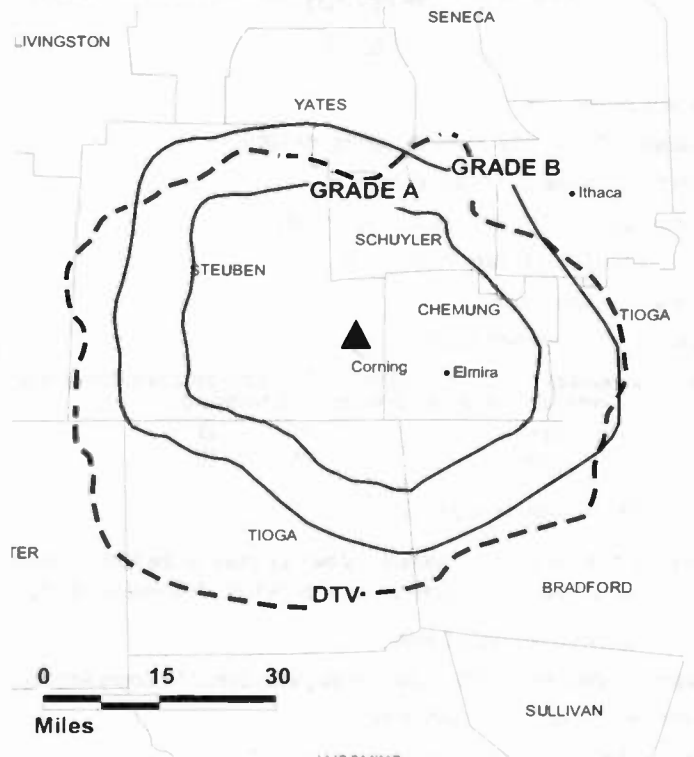 SENECA
LIVINGSTON
YATES
GRADE B
GRADE A
Ithaca
SCHUYLER
STEUBEN
CHEMUNG
TIOGA
Corning
Elmira
TIOGA
TER
BRADFORD
DTV
0 15 30
Miles
SULLIVAN